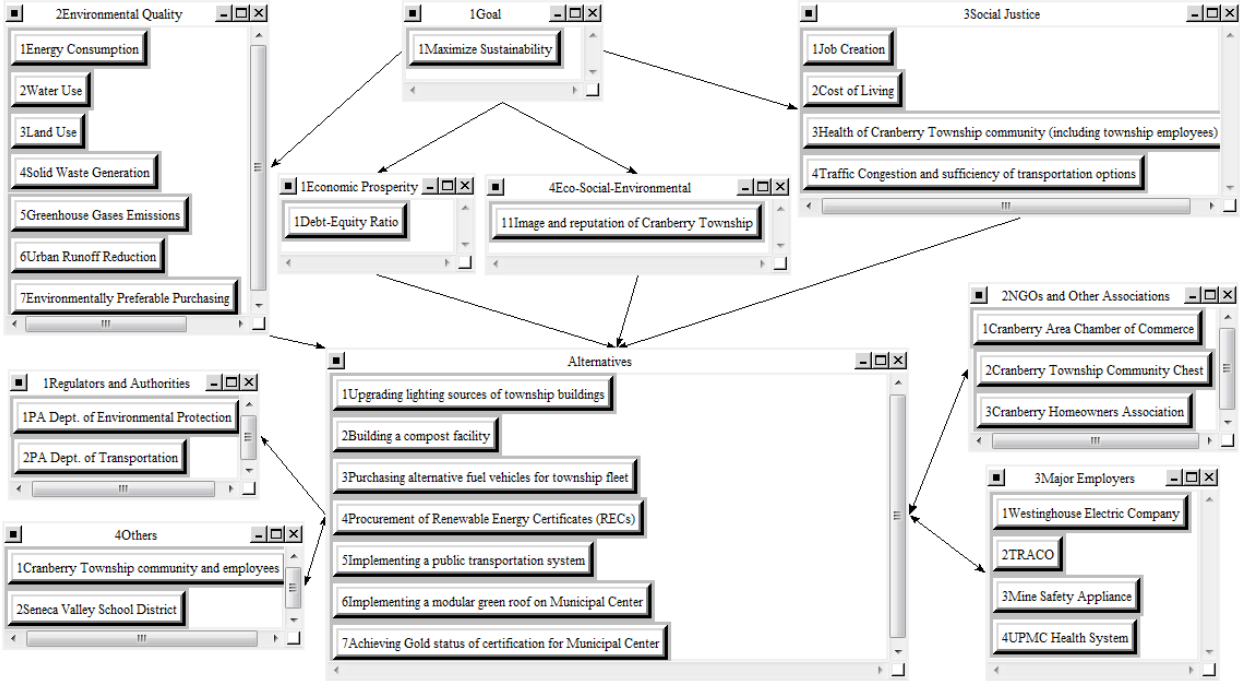 2Environmental Quality
1Energy Consumption
2Water Use
3Land Use
4Solid Waste Generation
5Greenhouse Gases Emissions
6Urban Runoff Reduction
7Environmentally Preferable Purchasing
1Goal
1Maximize Sustainability
3Social Justice
1Job Creation
2Cost of Living
3Health of Cranberry Township community (including township employees)
4Traffic Congestion and sufficiency of transportation options
1Economic Prosperity
1Debt-Equity Ratio
4Eco-Social-Environmental
11Image and reputation of Cranberry Township
2NGOs and Other Associations
1Cranberry Area Chamber of Commerce
2Cranberry Township Community Chest
3Cranberry Homeowners Association
1Regulators and Authorities
1PA Dept. of Environmental Protection
2PA Dept. of Transportation
Alternatives
1Upgrading lighting sources of township buildings
2Building a compost facility
3Purchasing alternative fuel vehicles for township fleet
4Procurement of Renewable Energy Certificates (RECs)
5Implementing a public transportation system
6Implementing a modular green roof on Municipal Center
7Achieving Gold status of certification for Municipal Center
3Major Employers
1Westinghouse Electric Company
2TRACO
3Mine Safety Appliance
4UPMC Health System
4Others
1Cranberry Township community and employees
2Seneca Valley School District